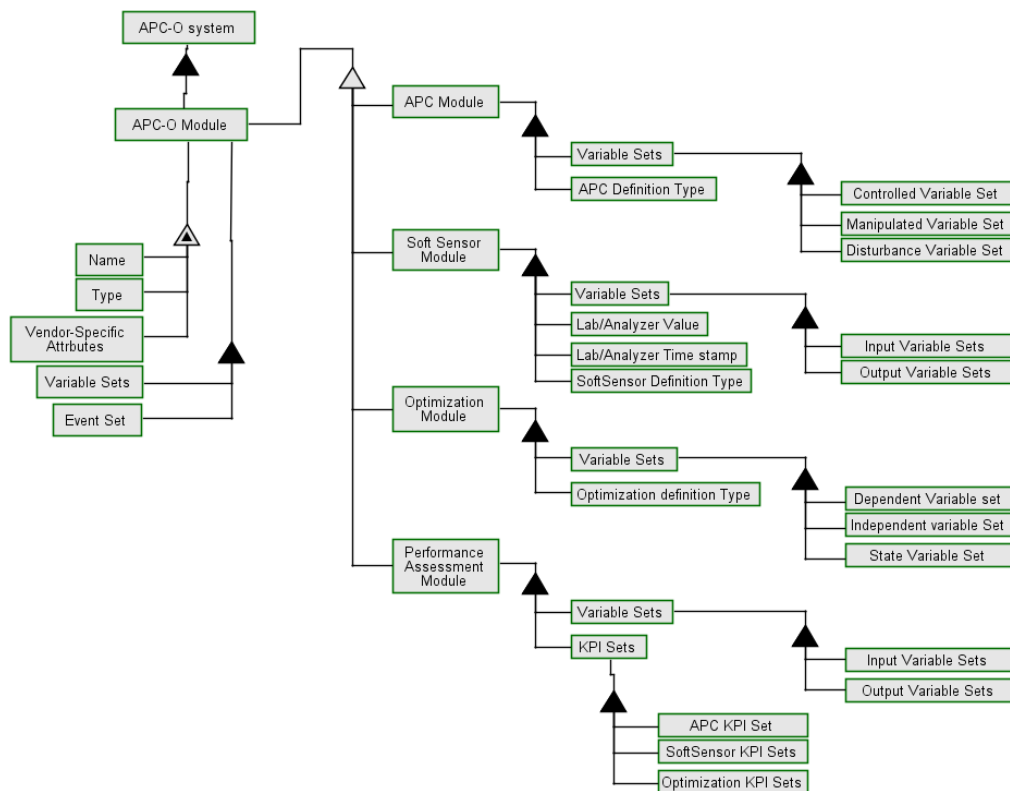 APC-O system
APC-O Module
Name
Type
Vendor-Specific
Attrbutes
Variable Sets
Event Set
APC Module
Variable Sets
APC Definition Type
Controlled Variable Set
Manipulated Variable Set
Disturbance Variable Set
Soft Sensor
Module
Variable Sets
Lab/Analyzer Value
Lab/Analyzer Time stamp
SoftSensor Definition Type
Input Variable Sets
Output Variable Sets
Optimization
Module
Variable Sets
Optimization definition Type
Dependent Variable set
Independent variable Set
State Variable Set
Performance
Assessment
Module
Variable Sets
KPI Sets
Input Variable Sets
Output Variable Sets
APC KPI Set
SoftSensor KPI Sets
Optimization KPI Sets